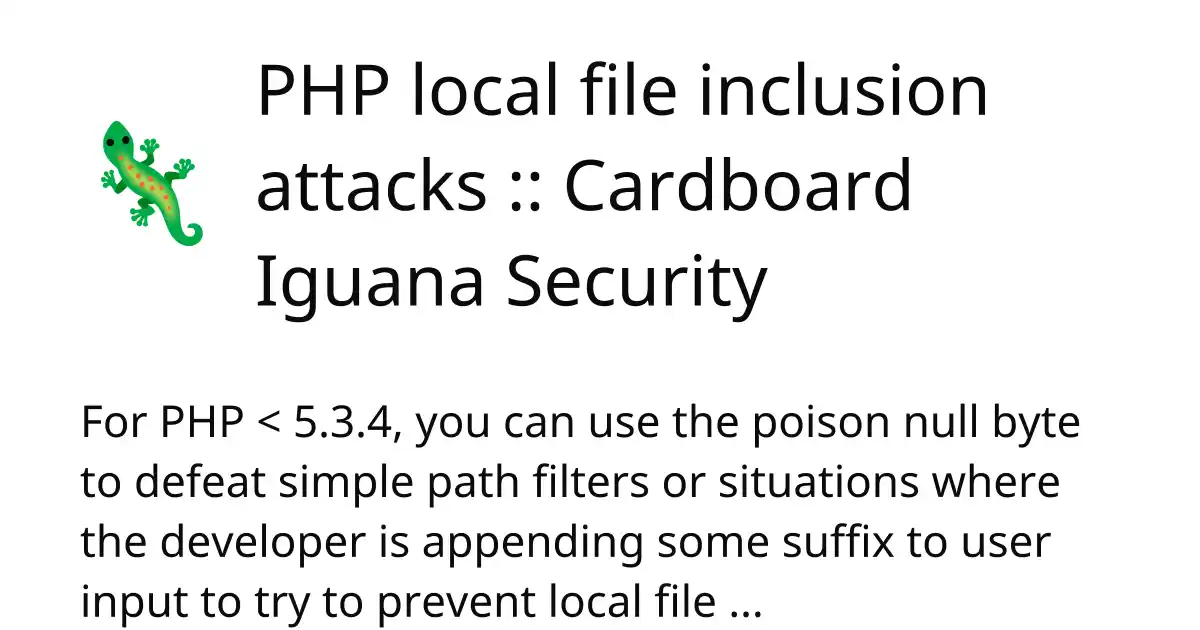 PHP local file inclusion
attacks :: Cardboard
Iguana Security
For PHP < 5.3.4, you can use the poison null byte
to defeat simple path filters or situations where
the developer is appending some suffix to user
input to try to prevent local file ...